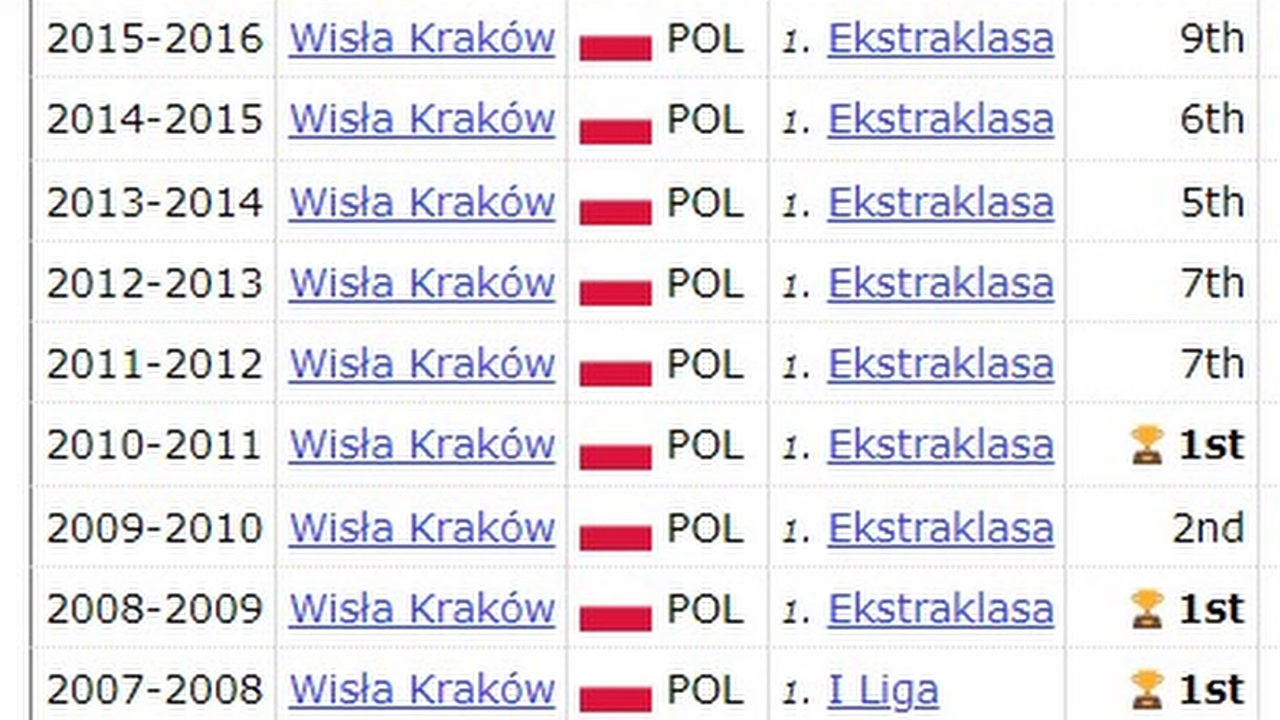 2015-2016 Wisła Kraków POL 1. Ekstraklasa 9th
2014-2015 Wisła Kraków POL 1. Ekstraklasa 6th
2013-2014 Wisła Kraków POL 1. Ekstraklasa 5th
2012-2013 Wisła Kraków POL 1. Ekstraklasa 7th
2011-2012 Wisła Kraków POL 1. Ekstraklasa 7th
2010-2011 Wisła Kraków POL 1. Ekstraklasa 1st
2009-2010 Wisła Kraków POL 1. Ekstraklasa 2nd
2008-2009 Wisła Kraków POL 1. Ekstraklasa 1st
2007-2008 Wisła Kraków POL 1. I Liga 1st